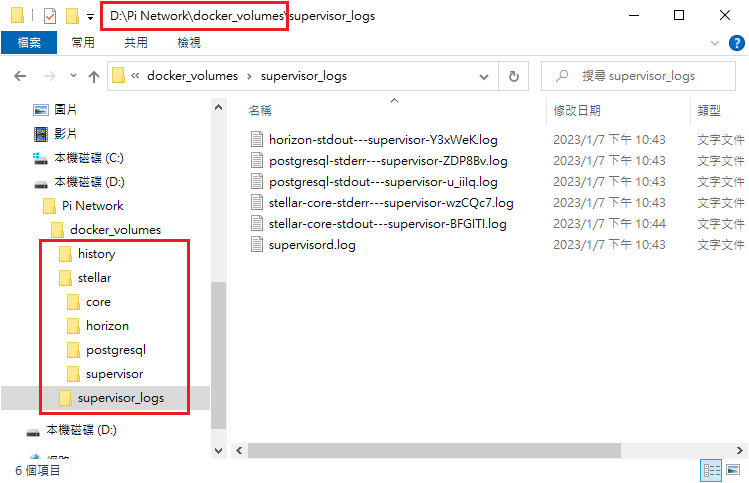 D:\Pi Network\docker_volumes\supervisor_logs
檔案 常用 共用 檢視
docker_volumes supervisor_logs
搜尋 supervisor_logs
圖片
影片
本機磁碟 (C:)
本機磁碟 (D:)
Pi Network
docker_volumes
history
stellar
core
horizon
postgresql
supervisor
supervisor_logs
本機磁碟 (D:)
名稱 修改日期 類型
horizon-stdout---supervisor-Y3xWeK.log 2023/1/7 下午 10:43 文字文件
postgresql-stderr---supervisor-ZDP8Bv.log 2023/1/7 下午 10:43 文字文件
postgresql-stdout---supervisor-u_iiIq.log 2023/1/7 下午 10:43 文字文件
stellar-core-stderr---supervisor-wzCQc7.log 2023/1/7 下午 10:43 文字文件
stellar-core-stdout---supervisor-BFGITI.log 2023/1/7 下午 10:44 文字文件
supervisord.log 2023/1/7 下午 10:43 文字文件
6 個項目